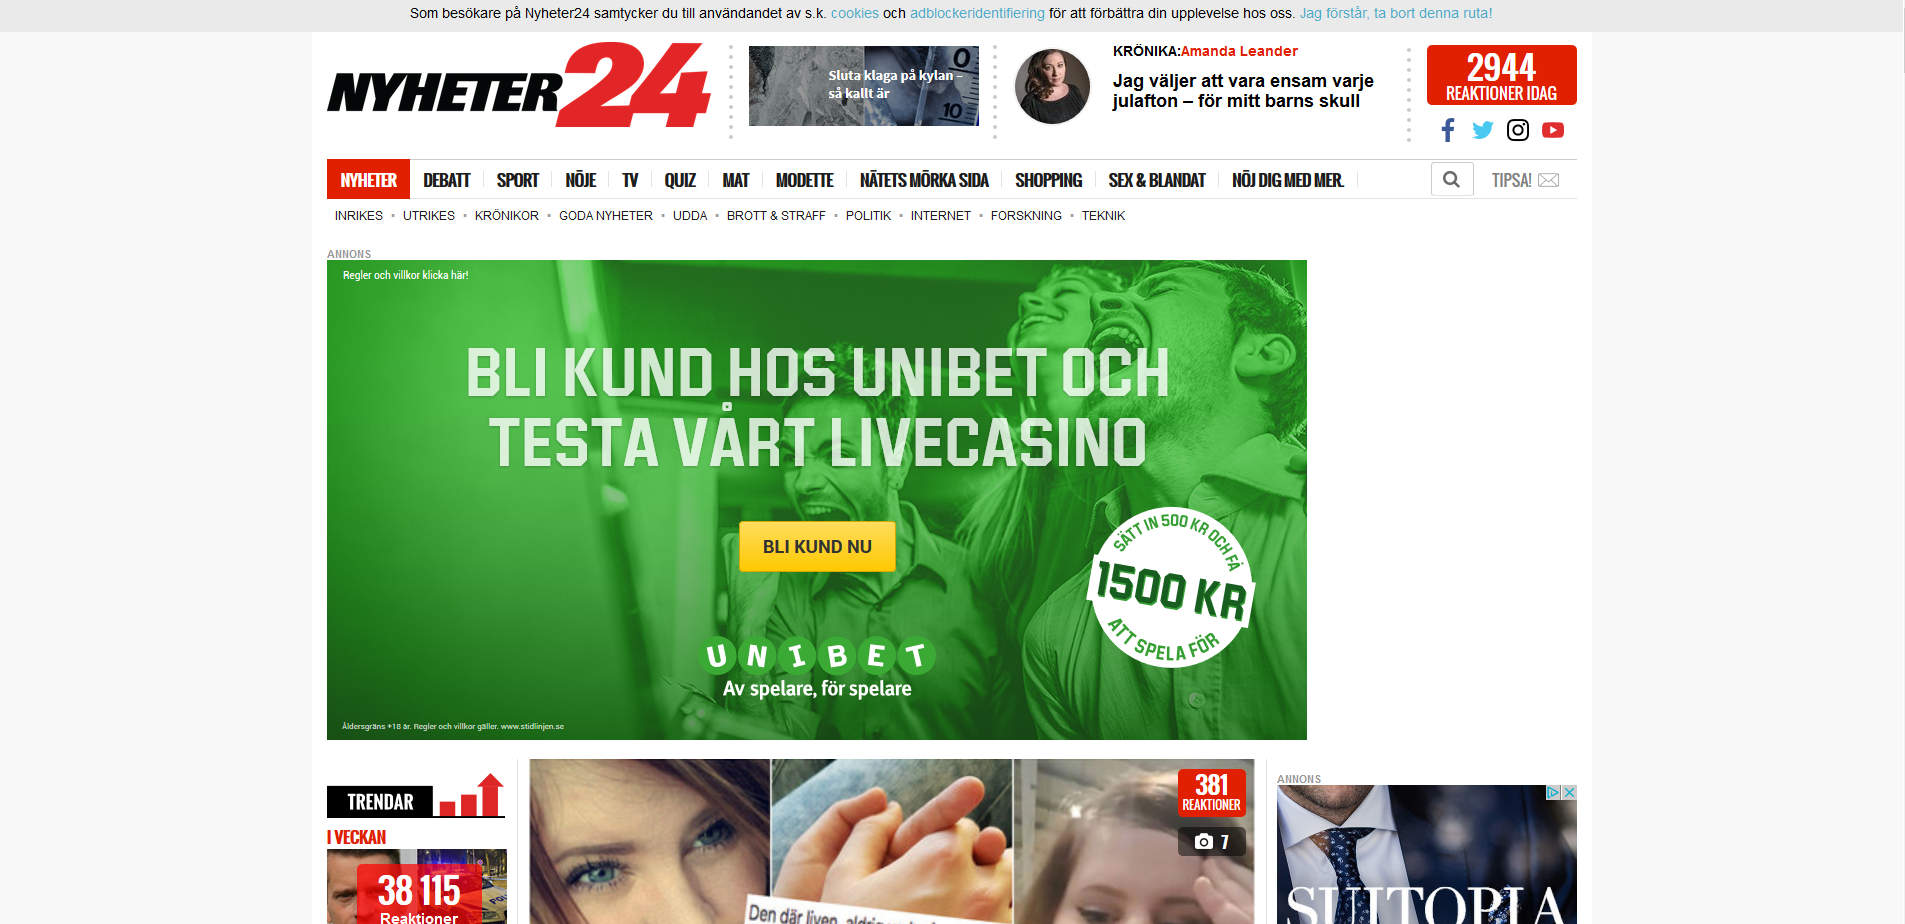 Som besökare på Nyheter24 samtycker du till användandet av s.k. cookies och adblockeridentifiering för att förbättra din upplevelse hos oss. Jag förstår, ta bort denna ruta!
NYHETER24
Sluta klaga på kylan –
så kallt är
0
10
KRÖNIKA:Amanda Leander
Jag väljer att vara ensam varje
julafton – för mitt barns skull
2944
REAKTIONER IDAG
NYHETER DEBATT SPORT NÖJE TV QUIZ MAT MODETTE NÄTETS MÖRKA SIDA SHOPPING SEX & BLANDAT NÖJ DIG MED MER. TIPSA!
INRIKES • UTRIKES • KRÖNIKOR • GODA NYHETER • UDDA • BROTT & STRAFF • POLITIK • INTERNET • FORSKNING • TEKNIK
ANNONS
Regler och villkor klicka här!
BLI KUND HOS UNIBET OCH
TESTA VÅRT LIVECASINO
BLI KUND NU
SÄTT IN 500 KR OCH FÅ
1500 KR
ATT SPELA FÖR
UNIBET
Av spelare, för spelare
Åldersgräns +18 år. Regler och villkor gäller. www.stodlinjen.se
TRENDAR
I VECKAN
38 115
Reaktioner
381
REAKTIONER
7
Den där liven, aldrig
ANNONS
SUITOPIA